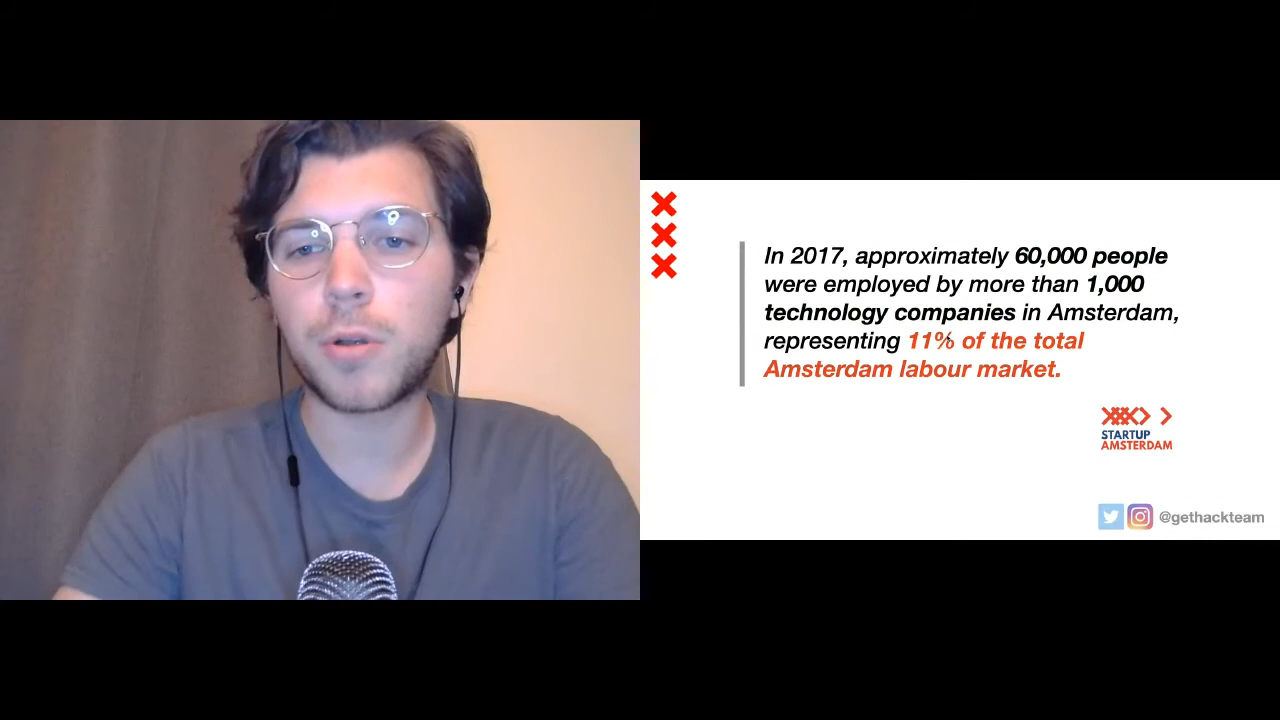 In 2017, approximately 60,000 people
were employed by more than 1,000
technology companies in Amsterdam,
representing 11% of the total
Amsterdam labour market.
STARTUP
AMSTERDAM
@gethackteam